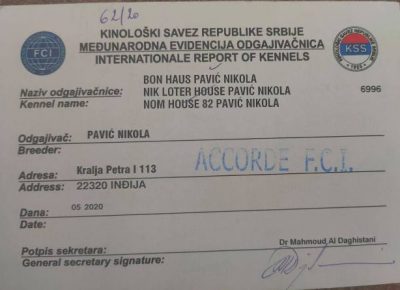 62/20
KINOLOŠKI SAVEZ REPUBLIKE SRBIJE
MEĐUNARODNA EVIDENCIJA ODGAJIVAČNICA
INTERNATIONALE REPORT OF KENNELS
FCI
KSS
BON HAUS PAVIĆ NIKOLA
Naziv odgajivačnice: NIK LOTER HOUSE PAVIĆ NIKOLA 6996
Kennel name: NOM HOUSE 82 PAVIĆ NIKOLA
Odgajivač: PAVIĆ NIKOLA
Breeder:
ACCORDE F.C.I.
Adresa: Kralja Petra I 113
Address: 22320 INĐIJA
Dana: 05 2020
Date:
Dr Mahmoud Al Daghistani
Potpis sekretara:
General secretary signature: